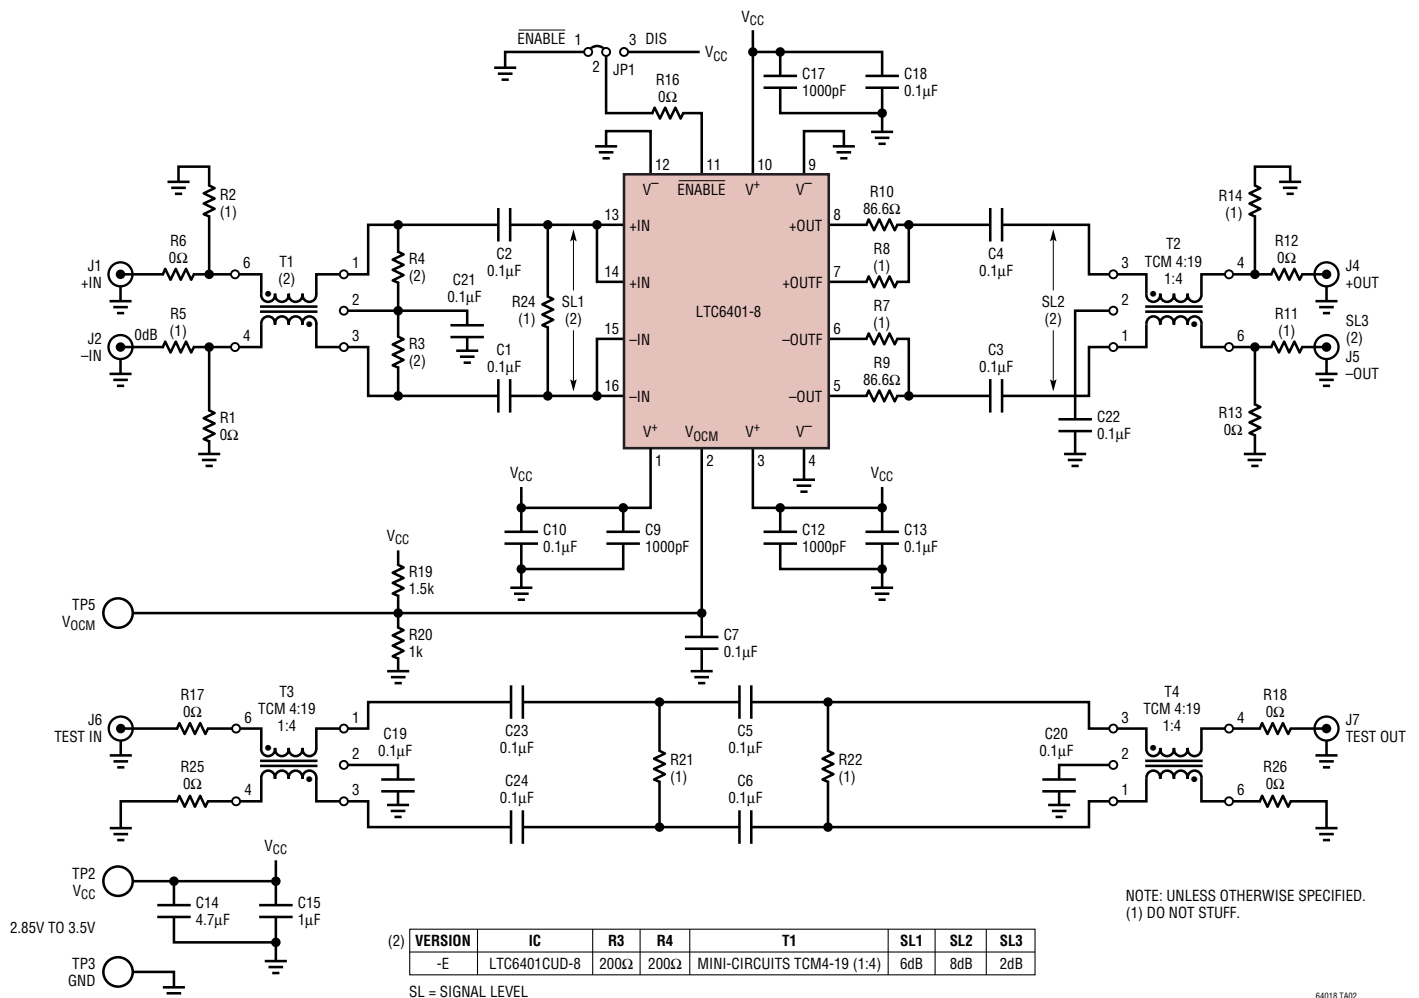 VCC
ENABLE 1
3 DIS
VCC
2
JP1
R16
0Ω
C17
1000pF
C18
0.1µF
12
11
10
9
V–
ENABLE
V+
V–
R2
(1)
R6
0Ω
J1
+IN
6
T1
(2)
1
R4
(2)
2
C21
0.1µF
C2
0.1µF
R24
(1)
SL1
(2)
13
+IN
14
+IN
15
–IN
16
–IN
LTC6401-8
+OUT
8
+OUTF
7
–OUTF
6
–OUT
5
R10
86.6Ω
R8
(1)
R7
(1)
R9
86.6Ω
C4
0.1µF
SL2
(2)
C3
0.1µF
T2
TCM 4:19
1:4
3
2
1
4
6
R14
(1)
R12
0Ω
J4
+OUT
R11
(1)
SL3
(2)
J5
–OUT
R13
0Ω
C22
0.1µF
J2
–IN
0dB
R5
(1)
4
3
R3
(2)
C1
0.1µF
R1
0Ω
V+
VOCM
V+
V–
1
2
3
4
VCC
C10
0.1µF
C9
1000pF
VCC
C12
1000pF
C13
0.1µF
VCC
R19
1.5k
TP5
VOCM
R20
1k
C7
0.1µF
J6
TEST IN
R17
0Ω
T3
TCM 4:19
1:4
6
1
2
4
3
R25
0Ω
C19
0.1µF
C23
0.1µF
C24
0.1µF
R21
(1)
C5
0.1µF
C6
0.1µF
R22
(1)
C20
0.1µF
T4
TCM 4:19
1:4
3
2
1
4
6
R18
0Ω
J7
TEST OUT
R26
0Ω
VCC
TP2
VCC
2.85V TO 3.5V
C14
4.7µF
C15
1µF
TP3
GND
NOTE: UNLESS OTHERWISE SPECIFIED.
(1) DO NOT STUFF.
(2) VERSION IC R3 R4 T1 SL1 SL2 SL3
-E LTC6401CUD-8 200Ω 200Ω MINI-CIRCUITS TCM4-19 (1:4) 6dB 8dB 2dB
SL = SIGNAL LEVEL
64018 TA02